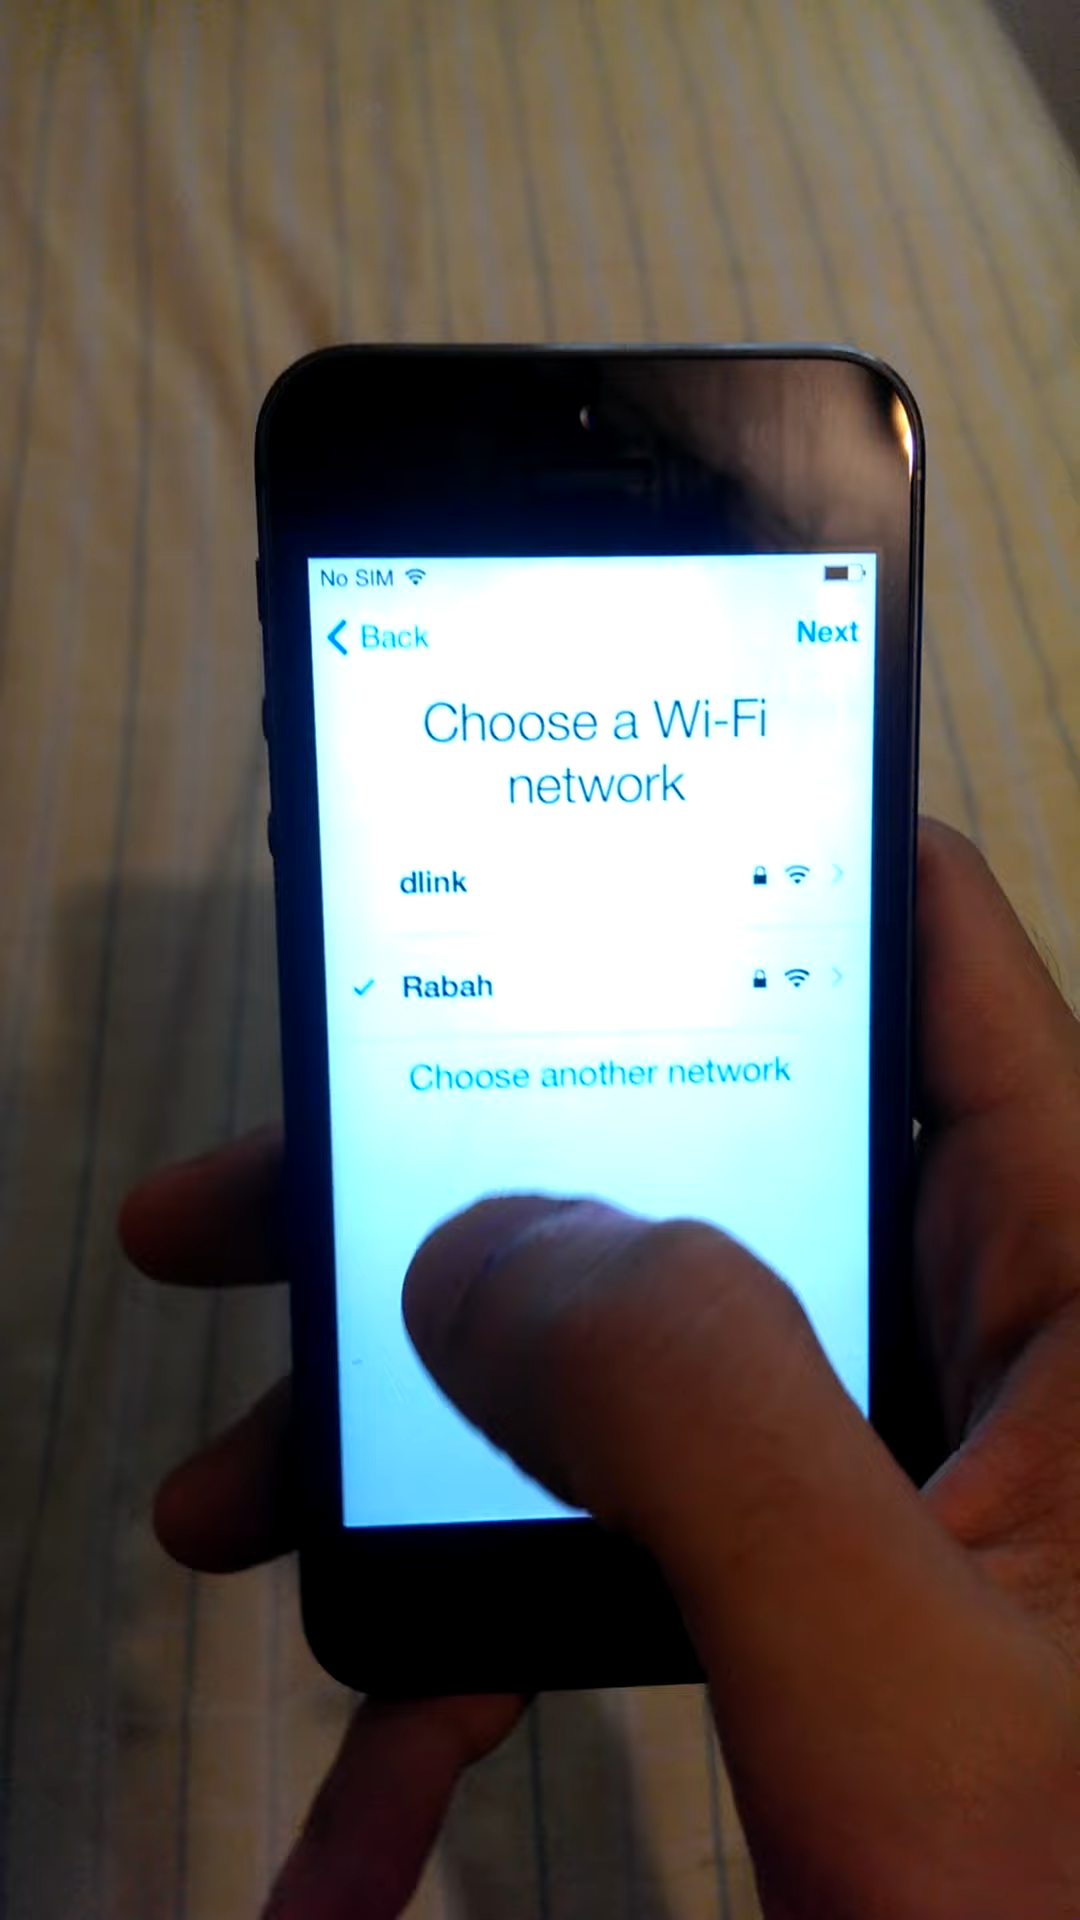 No SIM
Back
Next
Choose a Wi-Fi
network
dlink
Rabah
Choose another network